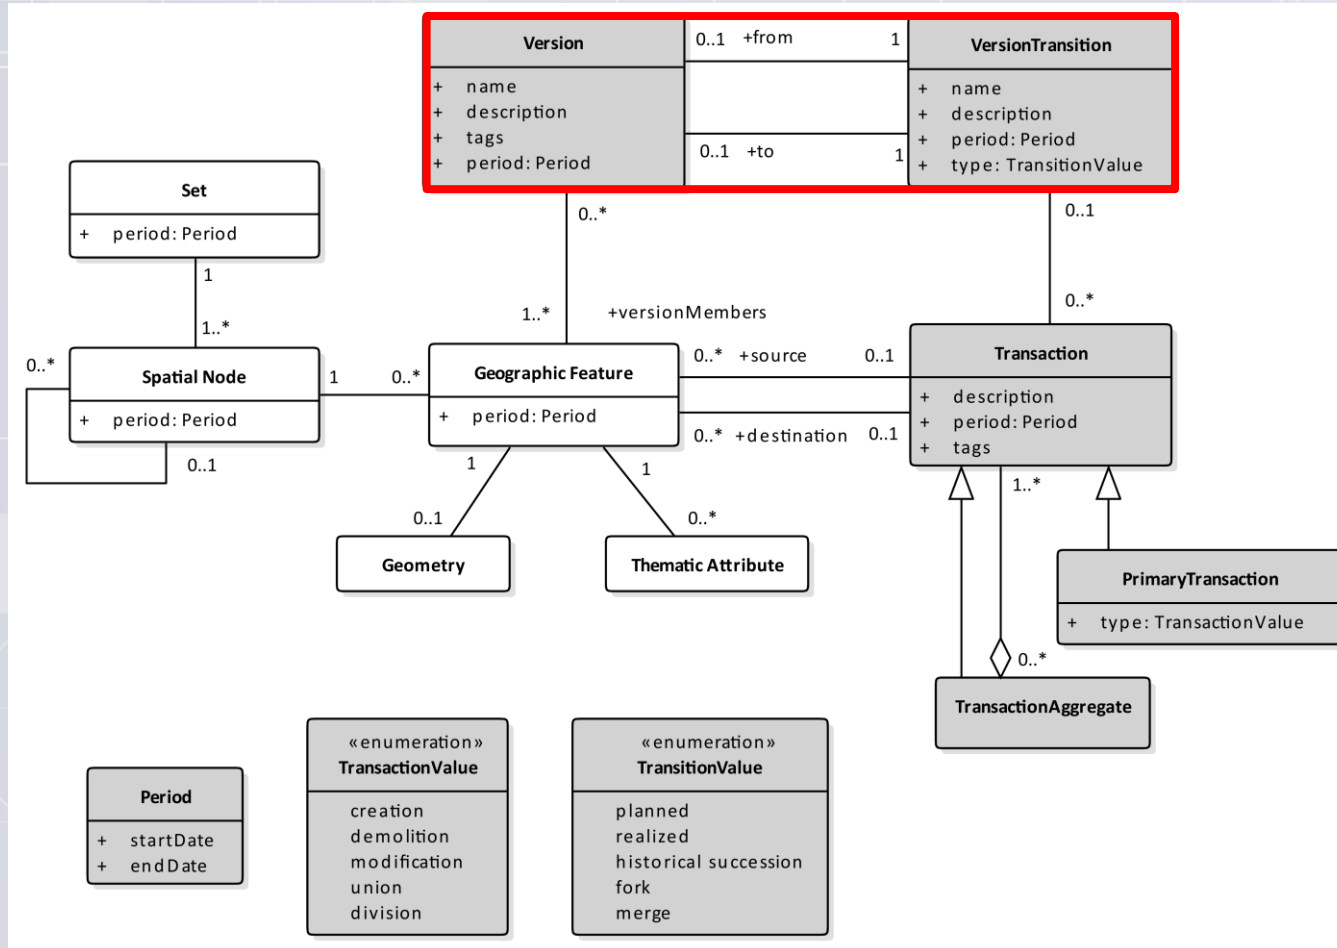 Version
+ name
+ description
+ tags
+ period: Period
0..1 +from 1
0..1 +to 1
VersionTransition
+ name
+ description
+ period: Period
+ type: TransitionValue
Set
+ period: Period
1
1..*
0..*
Spatial Node
+ period: Period
0..1
1 0..*
0..*
1..* +versionMembers
Geographic Feature
+ period: Period
0..* +source 0..1
0..* +destination 0..1
0..1
0..*
Transaction
+ description
+ period: Period
+ tags
1
0..1
1
0..*
Geometry
Thematic Attribute
1..*
0..*
PrimaryTransaction
+ type: TransactionValue
TransactionAggregate
Period
+ startDate
+ endDate
«enumeration»
TransactionValue
creation
demolition
modification
union
division
«enumeration»
TransitionValue
planned
realized
historical succession
fork
merge